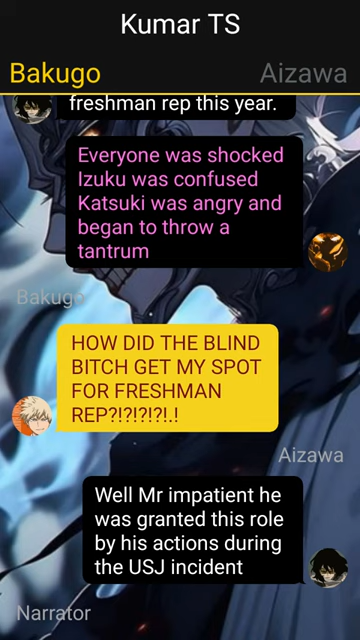 Kumar TS
Bakugo
Aizawa
freshman rep this year.
Everyone was shocked
Izuku was confused
Katsuki was angry and
began to throw a
tantrum
Bakugo
HOW DID THE BLIND
BITCH GET MY SPOT
FOR FRESHMAN
REP?!?!?!?!.!
Aizawa
Well Mr impatient he
was granted this role
by his actions during
the USJ incident
Narrator